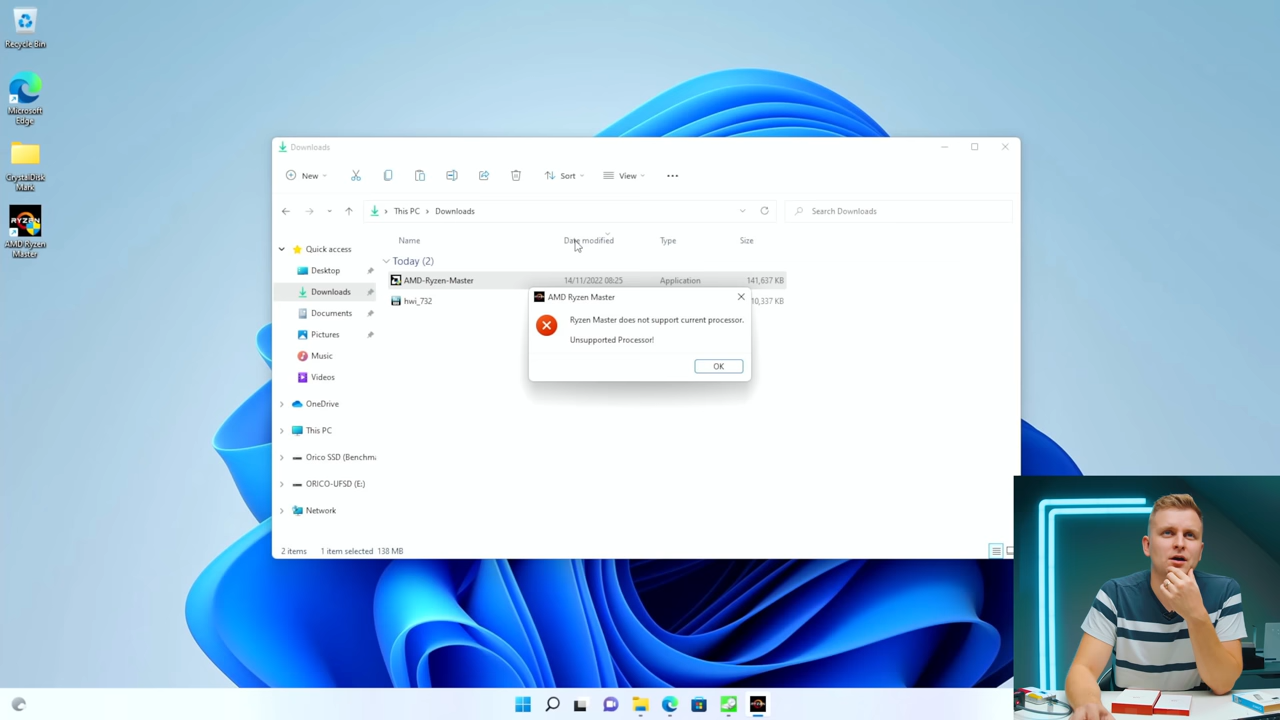 Recycle Bin
Microsoft
Edge
CrystalDisk
Mark
RYZEN
AMD Ryzen
Master
Downloads
New
Sort
View
This PC
Downloads
Search Downloads
Name
Date modified
Type
Size
Quick access
Desktop
Downloads
Documents
Pictures
Music
Videos
OneDrive
This PC
Orico SSD (Benchm
ORICO-UFSD (E:)
Network
Today (2)
AMD-Ryzen-Master 14/11/2022 08:25 Application 141,637 KB
hwi_732 10,337 KB
AMD Ryzen Master
Ryzen Master does not support current processor.
Unsupported Processor!
OK
2 items 1 item selected 138 MB